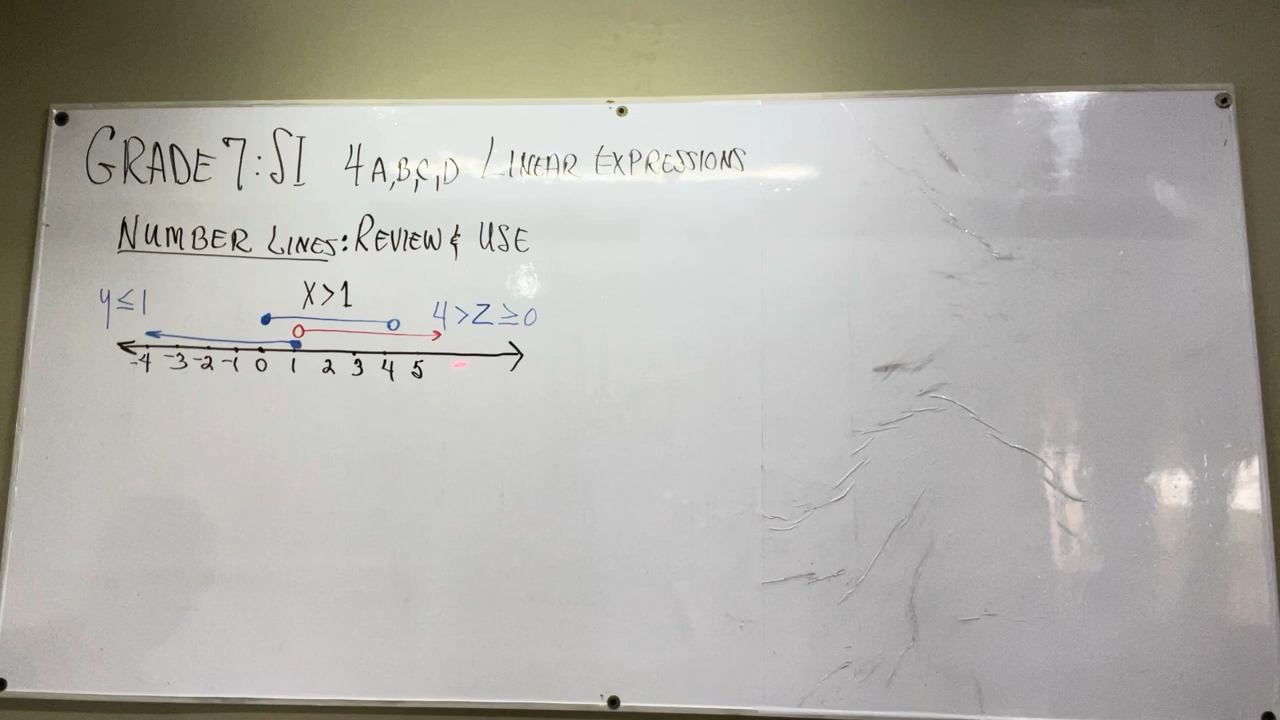 GRADE 7: SI 4A,B,C,D LINEAR EXPRESSIONS
NUMBER LINES: REVIEW & USE
y≤1 X>1 4>Z≥0
-4 -3 -2 -1 0 1 2 3 4 5